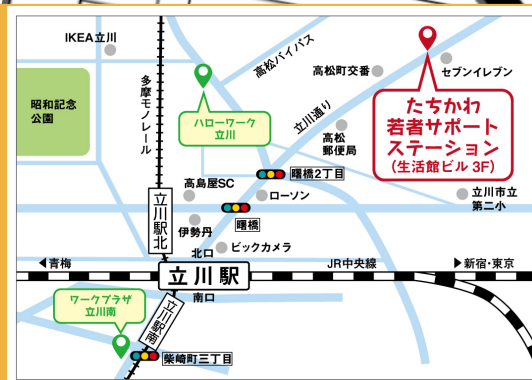 IKEA立川
高松バイパス
高松町交番
セブンイレブン
昭和記念
公園
多摩モノレール
ハローワーク
立川
立川通り
高松
郵便局
たちかわ
若者サポート
ステーション
(生活館ビル 3F)
曙橋2丁目
高島屋SC
ローソン
立川市立
第二小
立川駅北
伊勢丹
曙橋
北口
ビックカメラ
◀青梅
立川駅
JR中央線
▶新宿・東京
ワークプラザ
立川南
南口
立川駅南
柴崎町三丁目